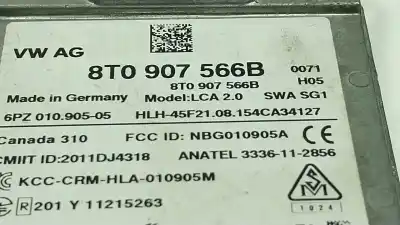 VW AG
8T0 907 566B 0071
8T0 907 566B H05
Made in Germany Model:LCA 2.0 SWA SG1
6PZ 010.905-05 HLH-45F21.08.154CA34127
Canada 310 FCC ID: NBG010905A CE
CMIIT ID:2011DJ4318 ANATEL 3336-11-2856
KCC-CRM-HLA-010905M
R 201 Y 11215263
1924